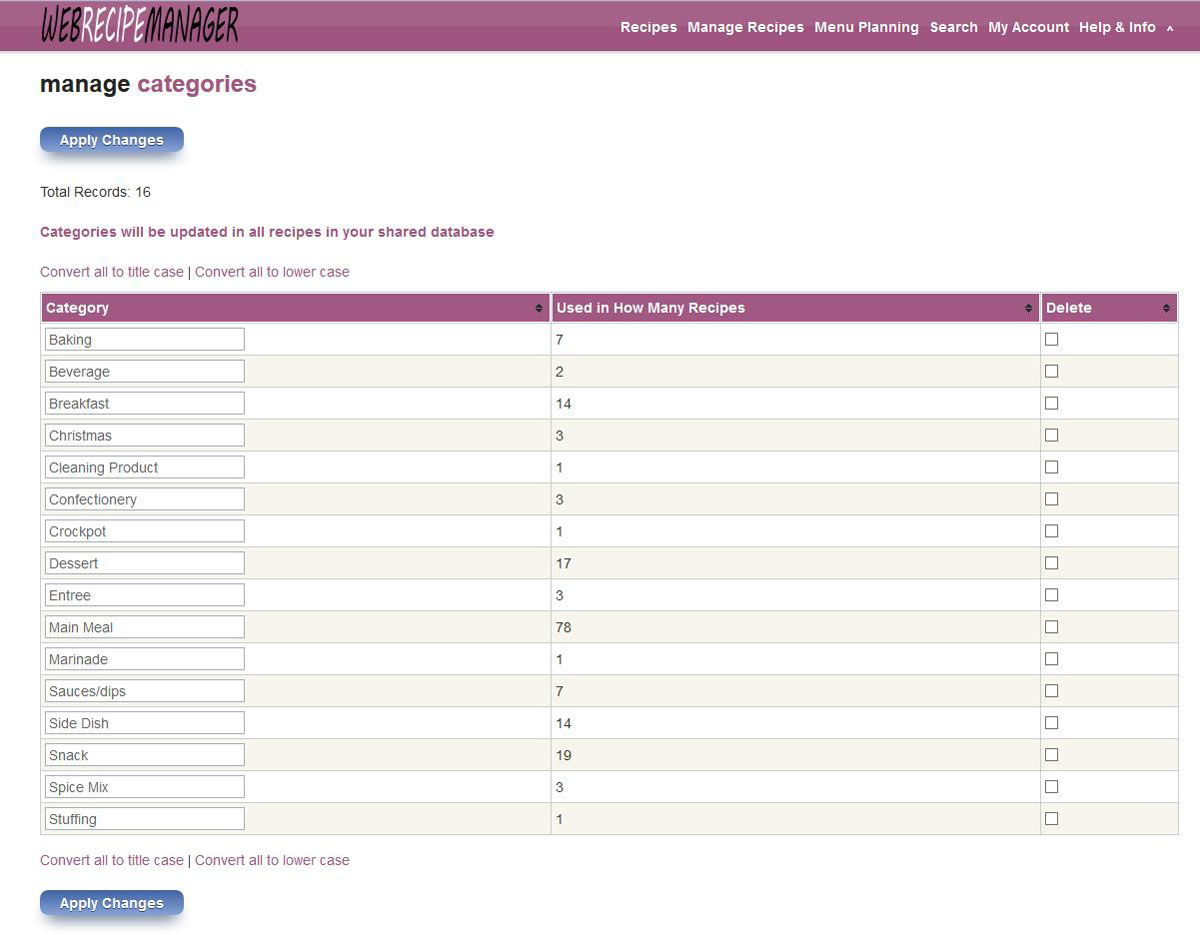 WEBRECIPEMANAGER
Recipes Manage Recipes Menu Planning Search My Account Help & Info ^
manage categories
Apply Changes
Total Records: 16
Categories will be updated in all recipes in your shared database
Convert all to title case | Convert all to lower case
Category Used in How Many Recipes Delete
Baking 7
Beverage 2
Breakfast 14
Christmas 3
Cleaning Product 1
Confectionery 3
Crockpot 1
Dessert 17
Entree 3
Main Meal 78
Marinade 1
Sauces/dips 7
Side Dish 14
Snack 19
Spice Mix 3
Stuffing 1
Convert all to title case | Convert all to lower case
Apply Changes